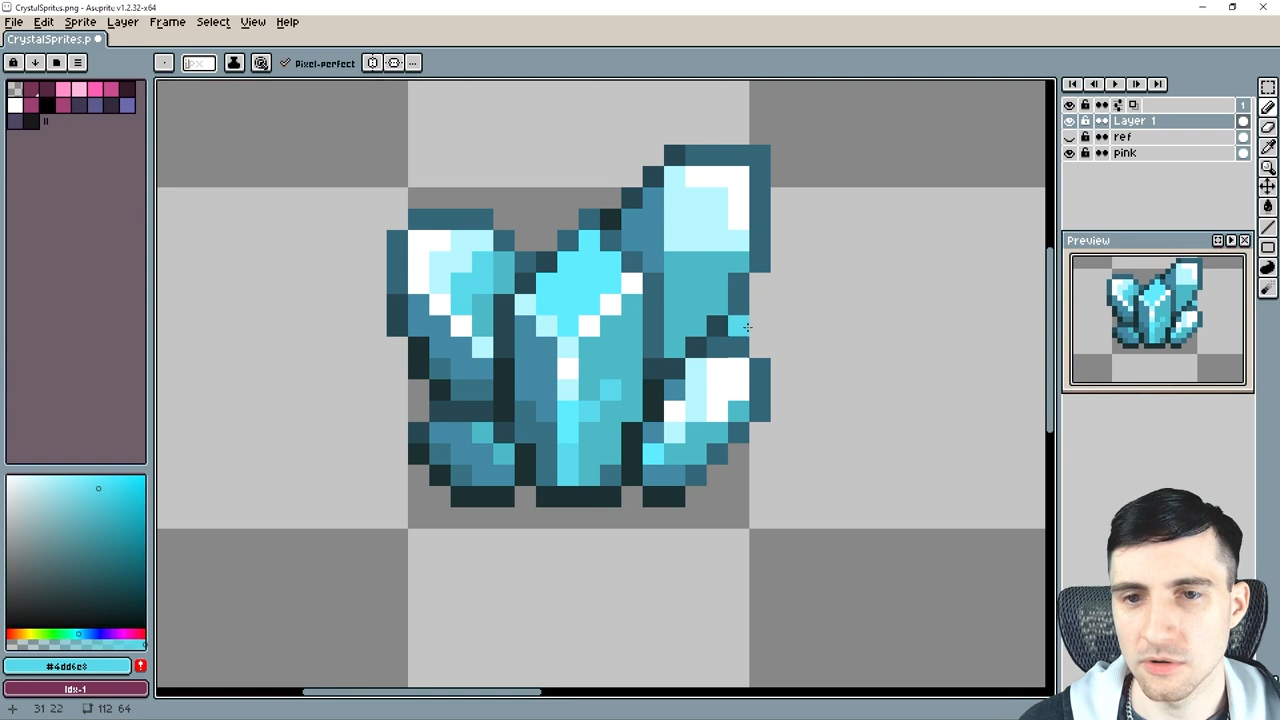 CrystalSprites.png - Aseprite v1.2.32-x64
File Edit Sprite Layer Frame Select View Help
CrystalSprites.p
Pixel-perfect
1
Layer 1
ref
pink
Preview
Idx-1
31 22 112 64